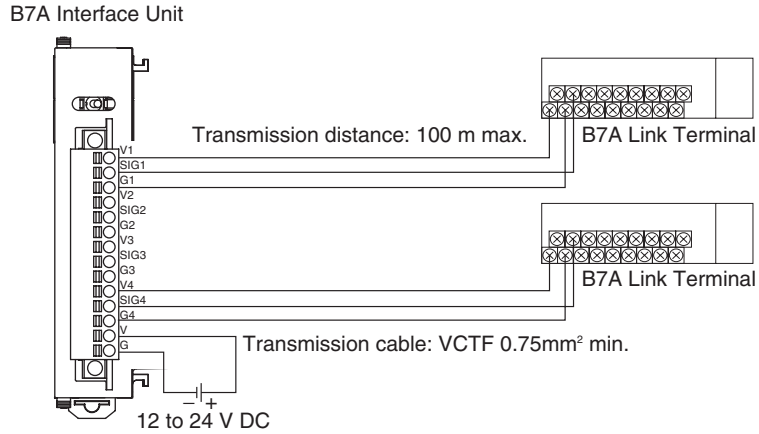 B7A Interface Unit
Transmission distance: 100 m max.
B7A Link Terminal
V1
SIG1
G1
V2
SIG2
G2
V3
SIG3
G3
V4
SIG4
G4
V
G
B7A Link Terminal
Transmission cable: VCTF 0.75mm² min.
– +
12 to 24 V DC